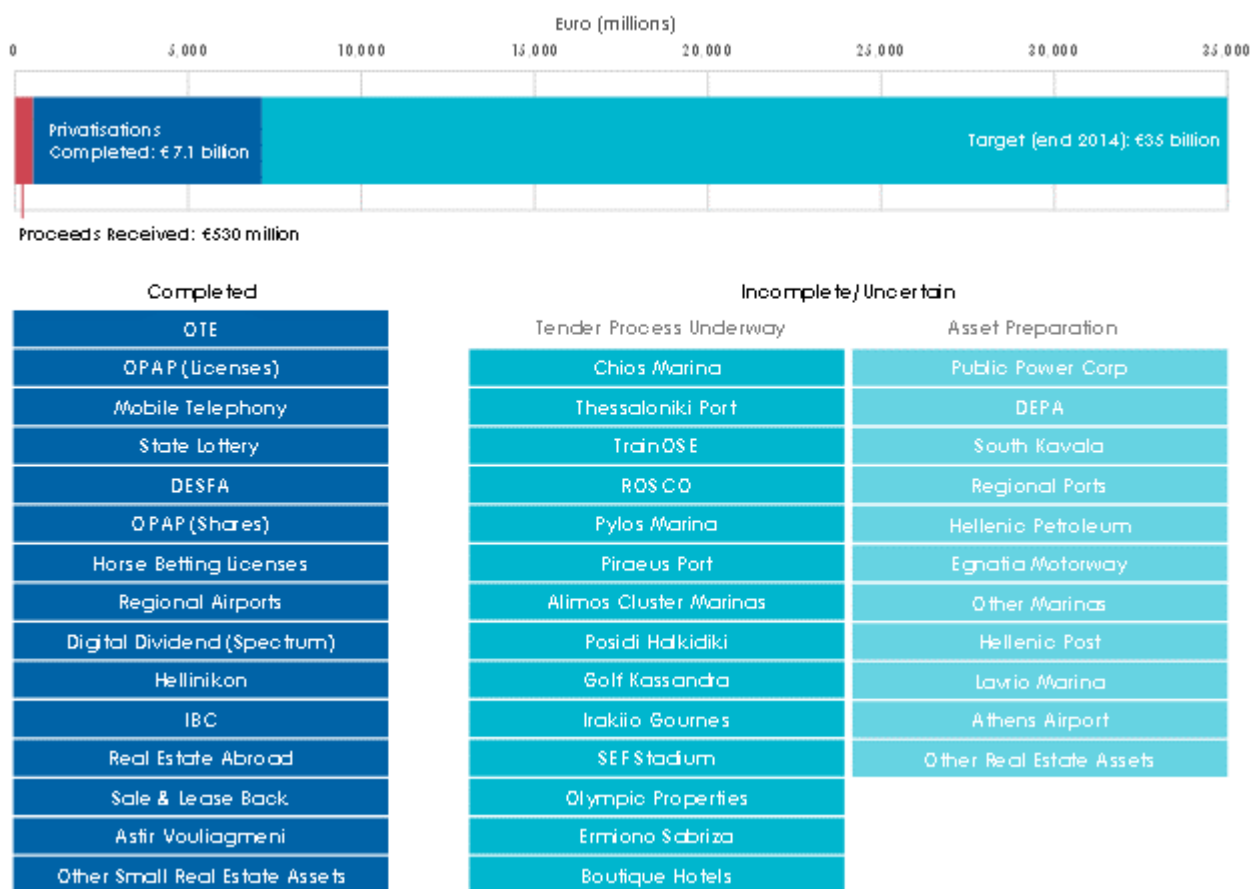 Euro (millions)
0 5,000 10,000 15,000 20,000 25,000 30,000 35,000
Privatisations
Completed: €7.1 billion
Target (end 2014): €35 billion
Proceeds Received: €530 million
Completed
OTE
OPAP (Licenses)
Mobile Telephony
State Lottery
DESFA
OPAP (Shares)
Horse Betting Licenses
Regional Airports
Digital Dividend (Spectrum)
Hellinikon
IBC
Real Estate Abroad
Sale & Lease Back
Astir Vouliagmeni
Other Small Real Estate Assets
Incomplete/Uncertain
Tender Process Underway
Chios Marina
Thessaloniki Port
TrainOSE
ROSCO
Pylos Marina
Piraeus Port
Alimos Cluster Marinas
Posidi Halkidiki
Golf Kassandra
Irakiio Gournes
SEF Stadium
Olympic Properties
Ermiono Sabriza
Boutique Hotels
Asset Preparation
Public Power Corp
DEPA
South Kavala
Regional Ports
Hellenic Petroleum
Egnatia Motorway
Other Marinas
Hellenic Post
Lavrio Marina
Athens Airport
Other Real Estate Assets